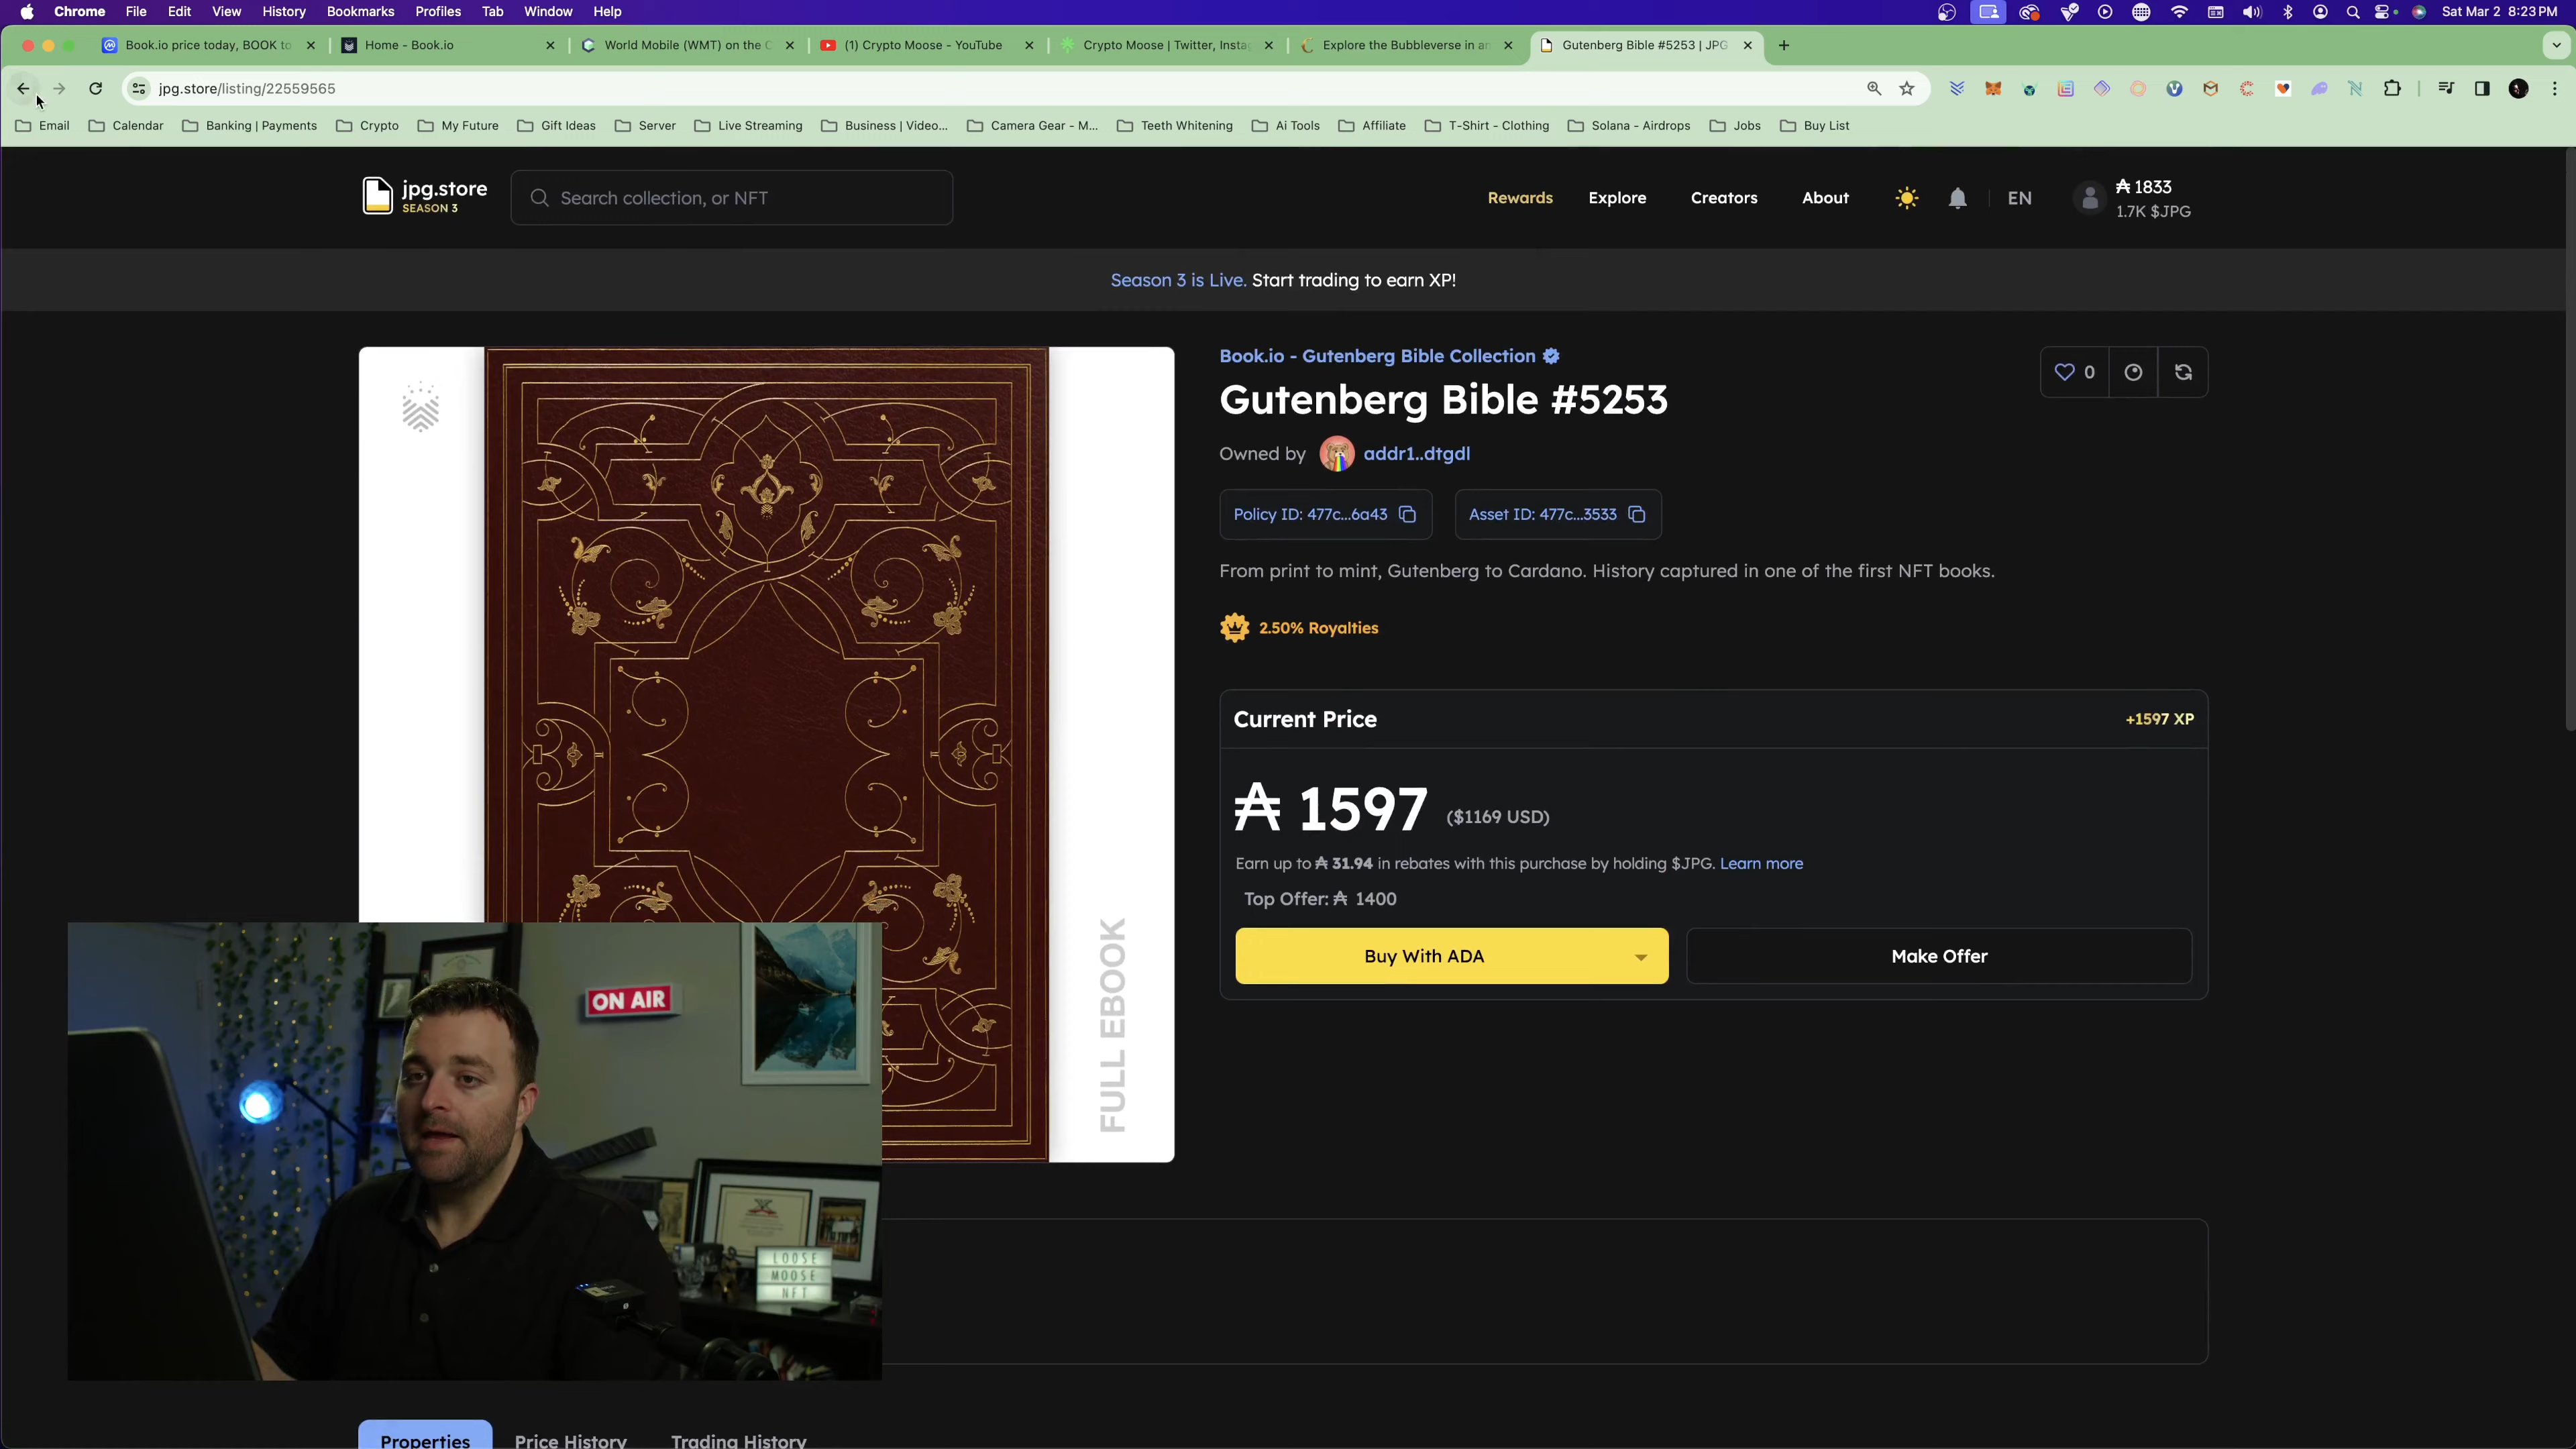 Chrome File Edit View History Bookmarks Profiles Tab Window Help Sat Mar 2 8:23 PM
Book.io price today, BOOK to Home - Book.io World Mobile (WMT) on the C (1) Crypto Moose - YouTube Crypto Moose | Twitter, Insta Explore the Bubbleverse in an Gutenberg Bible #5253 | JPG
jpg.store/listing/22559565
Email Calendar Banking | Payments Crypto My Future Gift Ideas Server Live Streaming Business | Video... Camera Gear - M... Teeth Whitening Ai Tools Affiliate T-Shirt - Clothing Solana - Airdrops Jobs Buy List
jpg.store
SEASON 3
Search collection, or NFT
Rewards Explore Creators About EN
₳ 1833
1.7K $JPG
Season 3 is Live. Start trading to earn XP!
Book.io - Gutenberg Bible Collection
Gutenberg Bible #5253
0
Owned by addr1..dtgdl
Policy ID: 477c...6a43 Asset ID: 477c...3533
From print to mint, Gutenberg to Cardano. History captured in one of the first NFT books.
2.50% Royalties
Current Price +1597 XP
₳ 1597 ($1169 USD)
Earn up to ₳ 31.94 in rebates with this purchase by holding $JPG. Learn more
Top Offer: ₳ 1400
Buy With ADA Make Offer
FULL EBOOK
ON AIR
LOOSE
MOOSE
NFT
Properties Price History Trading History